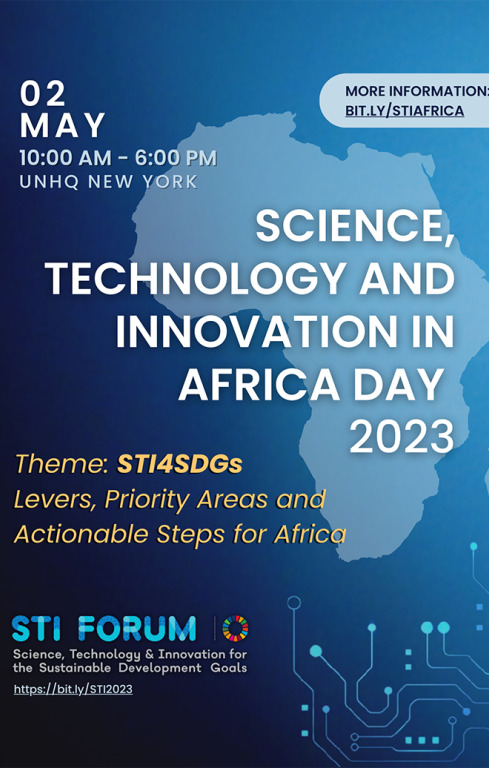 02
MAY
10:00 AM - 6:00 PM
UNHQ NEW YORK
MORE INFORMATION:
BIT.LY/STIAFRICA
SCIENCE,
TECHNOLOGY AND
INNOVATION IN
AFRICA DAY
2023
Theme: STI4SDGs
Levers, Priority Areas and
Actionable Steps for Africa
STI FORUM
Science, Technology & Innovation for
the Sustainable Development Goals
https://bit.ly/STI2023